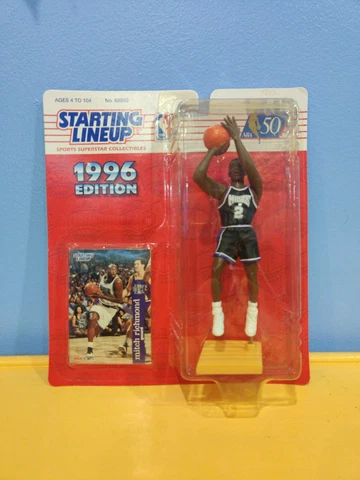 AGES 4 TO 104
STARTING
LINEUP
SPORTS SUPERSTAR COLLECTIBLES
1996
EDITION
50
2
mitch richmond